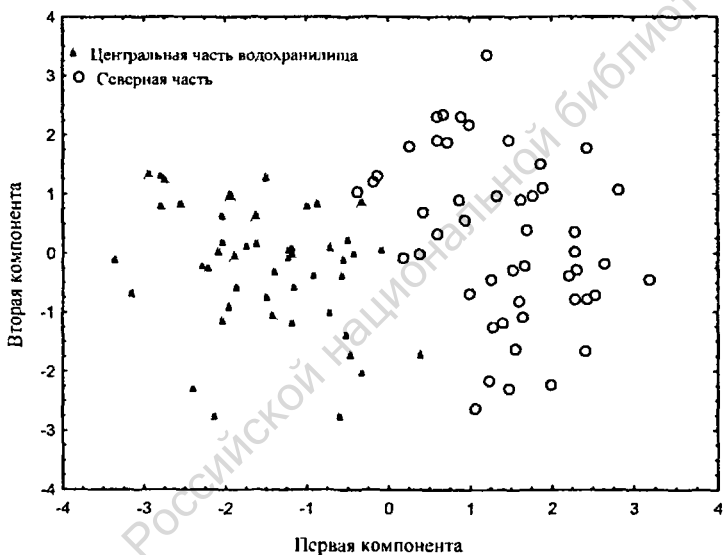 4
3
2
1
0
-1
-2
-3
-4
Вторая компонента
Центральная часть водохранилища
Северная часть
-4 -3 -2 -1 0 1 2 3 4
Первая компонента
Российской национальной библиот